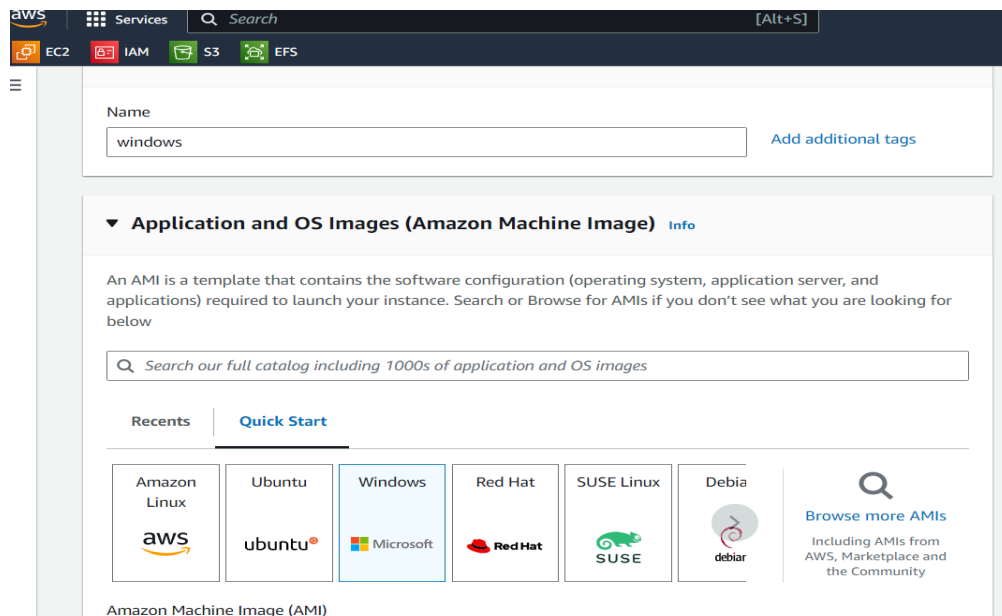 aws
Services
Search
[Alt+S]
EC2
IAM
S3
EFS
Name
windows
Add additional tags
Application and OS Images (Amazon Machine Image) Info
An AMI is a template that contains the software configuration (operating system, application server, and
applications) required to launch your instance. Search or Browse for AMIs if you don't see what you are looking for
below
Search our full catalog including 1000s of application and OS images
Recents
Quick Start
Amazon
Linux
aws
Ubuntu
ubuntu
Windows
Microsoft
Red Hat
Red Hat
SUSE Linux
SUSE
Debia
debian
Browse more AMIs
Including AMIs from
AWS, Marketplace and
the Community
Amazon Machine Image (AMI)